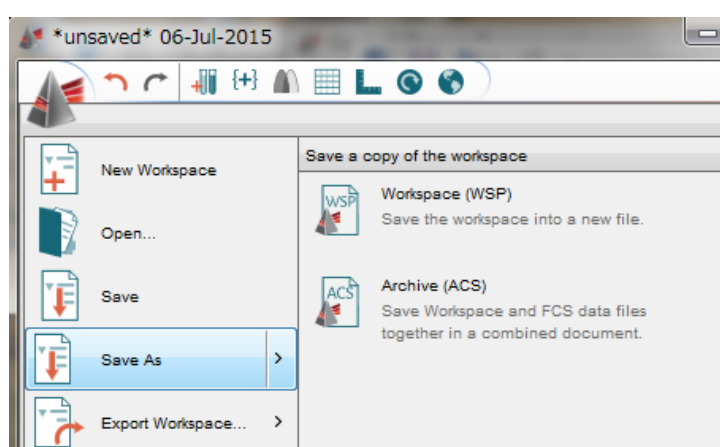 *unsaved* 06-Jul-2015
{+}
New Workspace
Open...
Save
Save As
Export Workspace...
Save a copy of the workspace
WSP
Workspace (WSP)
Save the workspace into a new file.
ACS
Archive (ACS)
Save Workspace and FCS data files
together in a combined document.